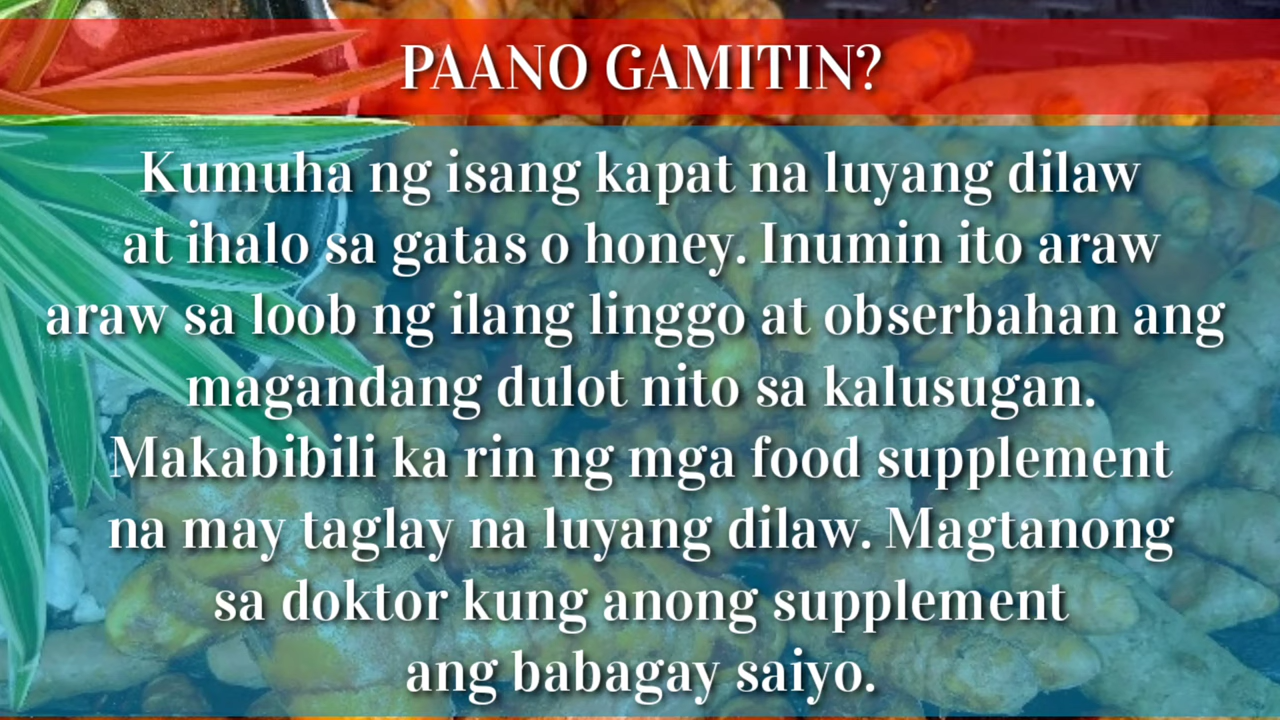 PAANO GAMITIN?
Kumuha ng isang kapat na luyang dilaw
at ihalo sa gatas o honey. Inumin ito araw
araw sa loob ng ilang linggo at obserbahan ang
magandang dulot nito sa kalusugan.
Makabibili ka rin ng mga food supplement
na may taglay na luyang dilaw. Magtanong
sa doktor kung anong supplement
ang babagay saiyo.